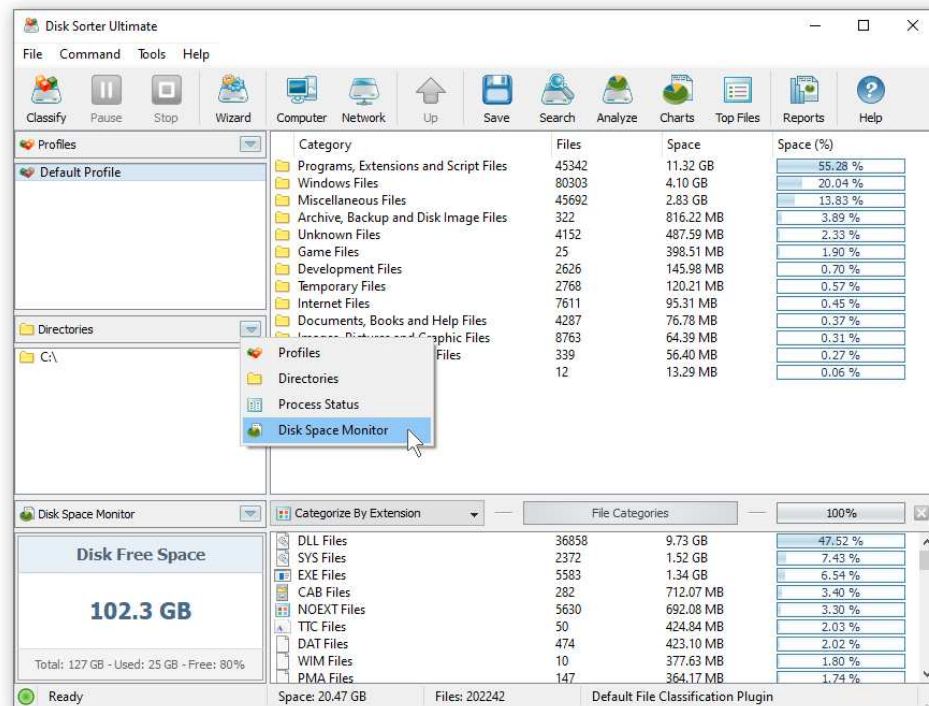 Disk Sorter Ultimate
File Command Tools Help
Classify Pause Stop Wizard Computer Network Up Save Search Analyze Charts Top Files Reports Help
Profiles
Default Profile
Category Files Space Space (%)
Programs, Extensions and Script Files 45342 11.32 GB 55.28 %
Windows Files 80303 4.10 GB 20.04 %
Miscellaneous Files 45692 2.83 GB 13.83 %
Archive, Backup and Disk Image Files 322 816.22 MB 3.89 %
Unknown Files 4152 487.59 MB 2.33 %
Game Files 25 398.51 MB 1.90 %
Development Files 2626 145.98 MB 0.70 %
Temporary Files 2768 120.21 MB 0.57 %
Internet Files 7611 95.31 MB 0.45 %
Documents, Books and Help Files 4287 76.78 MB 0.37 %
Images, Pictures and Graphic Files 8763 64.39 MB 0.31 %
Files 339 56.40 MB 0.27 %
12 13.29 MB 0.06 %
Directories
C:\
Profiles
Directories
Process Status
Disk Space Monitor
Disk Space Monitor
Disk Free Space
102.3 GB
Total: 127 GB - Used: 25 GB - Free: 80%
Categorize By Extension File Categories 100%
DLL Files 36858 9.73 GB 47.52 %
SYS Files 2372 1.52 GB 7.43 %
EXE Files 5583 1.34 GB 6.54 %
CAB Files 282 712.07 MB 3.40 %
NOEXT Files 5630 692.08 MB 3.30 %
TTC Files 50 424.84 MB 2.03 %
DAT Files 474 423.10 MB 2.02 %
WIM Files 10 377.63 MB 1.80 %
PMA Files 147 364.17 MB 1.74 %
Ready Space: 20.47 GB Files: 202242 Default File Classification Plugin